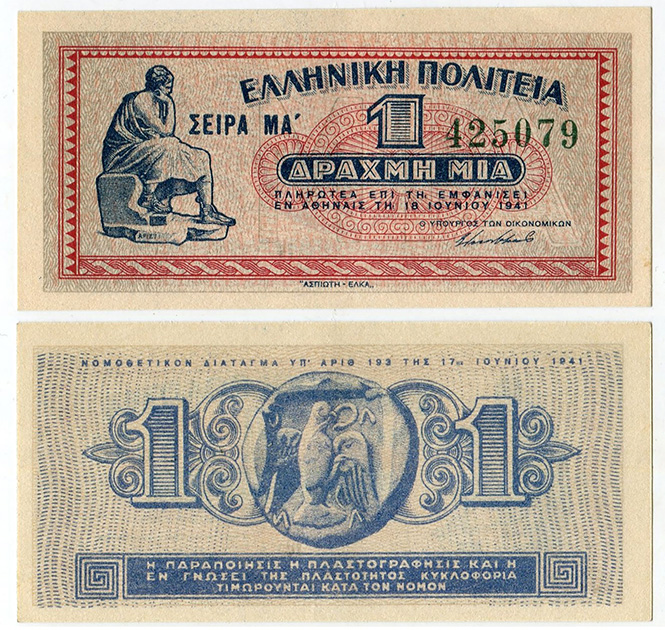 ΕΛΛΗΝΙΚΗ ΠΟΛΙΤΕΙΑ
ΣΕΙΡΑ ΜΑ΄
1
425079
ΔΡΑΧΜΗ ΜΙΑ
ΠΛΗΡΩΤΕΑ ΕΠΙ ΤΗ ΕΜΦΑΝΙΣΕΙ
ΕΝ ΑΘΗΝΑΙΣ ΤΗ 18 ΙΟΥΝΙΟΥ 1941
Ο ΥΠΟΥΡΓΟΣ ΤΩΝ ΟΙΚΟΝΟΜΙΚΩΝ
"ΑΣΠΙΩΤΗ - ΕΛΚΑ„
ΝΟΜΟΘΕΤΙΚΟΝ ΔΙΑΤΑΓΜΑ ΥΠ' ΑΡΙΘ 193 ΤΗΣ 17ης ΙΟΥΝΙΟΥ 1941
1 1
Η ΠΑΡΑΠΟΙΗΣΙΣ Η ΠΛΑΣΤΟΓΡΑΦΗΣΙΣ ΚΑΙ Η
ΕΝ ΓΝΩΣΕΙ ΤΗΣ ΠΛΑΣΤΟΤΗΤΟΣ ΚΥΚΛΟΦΟΡΙΑ
ΤΙΜΩΡΟΥΝΤΑΙ ΚΑΤΑ ΤΟΝ ΝΟΜΟΝ